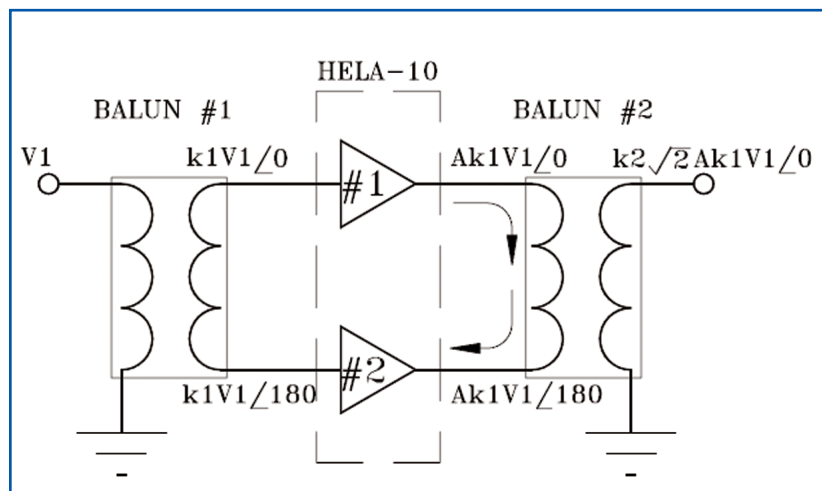 HELA-10
BALUN #1
BALUN #2
V1
k1V1/0
Ak1V1/0
k2√2Ak1V1/0
#1
#2
k1V1/180
Ak1V1/180